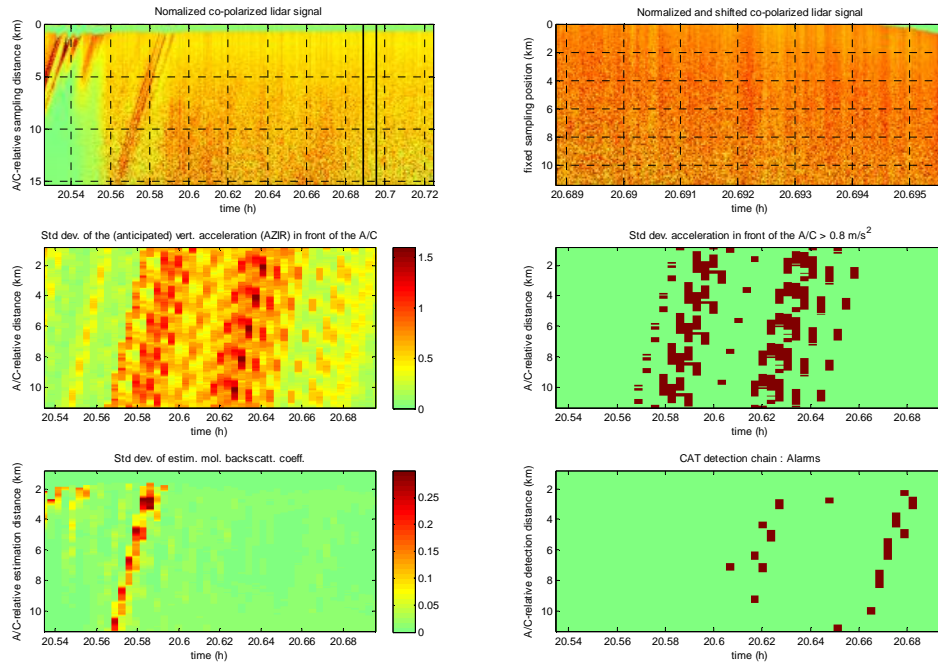 Nomalized co-polarized lidar signal
A/C-relative sampling distance (km)
0
5
10
15
20.54 20.56 20.58 20.6 20.62 20.64 20.66 20.68 20.7 20.72
time (h)
Normalized and shifted co-polarized lidar signal
fixed sampling position (km)
0
2
4
6
8
10
20.689 20.69 20.691 20.692 20.693 20.694 20.695
time (h)
Std dev. of the (anticipated) vert. acceleration (AZIR) in front of the A/C
A/C-relative distance (km)
2
4
6
8
10
20.54 20.56 20.58 20.6 20.62 20.64 20.66 20.68
time (h)
1.5
1
0.5
0
Std dev. acceleration in front of the A/C > 0.8 m/s²
A/C-relative distance (km)
2
4
6
8
10
20.54 20.56 20.58 20.6 20.62 20.64 20.66 20.68
time (h)
Std dev. of estim. mol. backscatt. coeff.
A/C-relative estimation distance (km)
2
4
6
8
10
20.54 20.56 20.58 20.6 20.62 20.64 20.66 20.68
time (h)
0.25
0.2
0.15
0.1
0.05
0
CAT detection chain : Alarms
A/C-relative detection distance (km)
2
4
6
8
10
20.54 20.56 20.58 20.6 20.62 20.64 20.66 20.68
time (h)